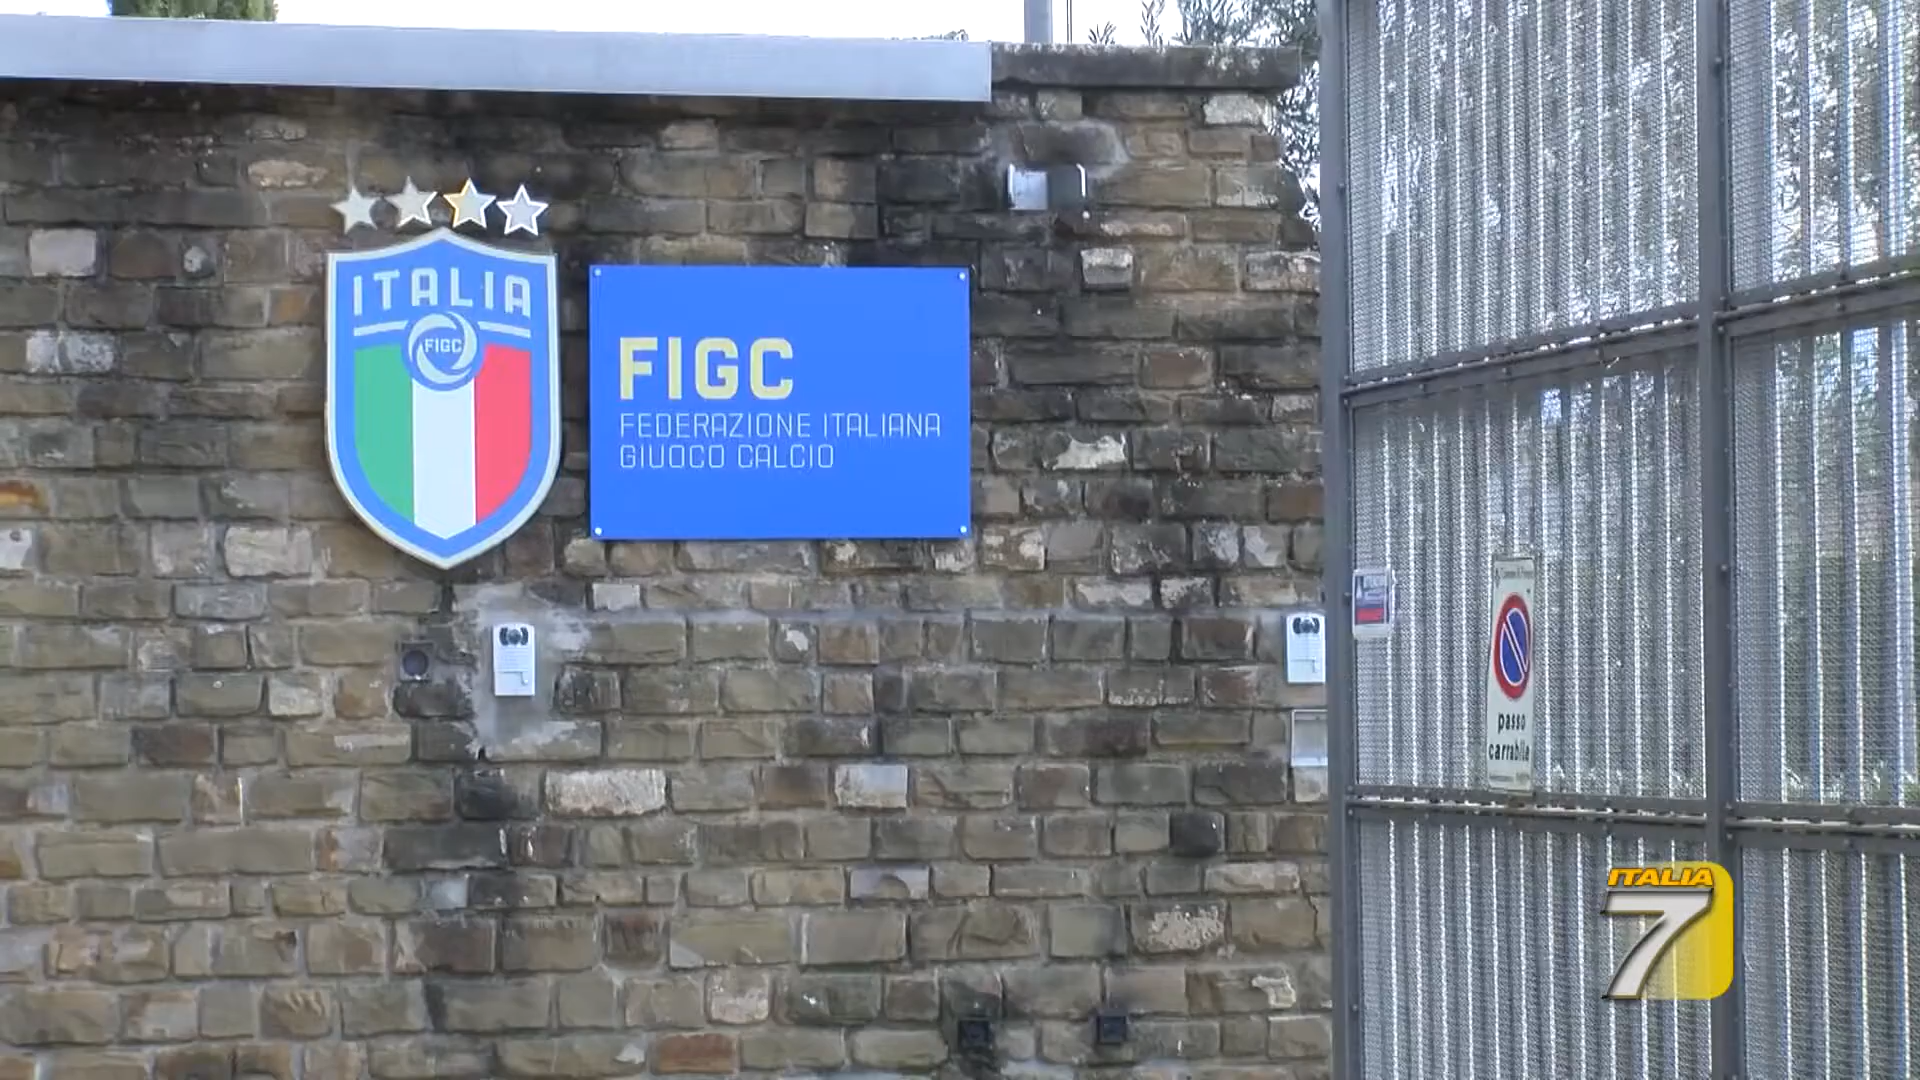 ITALIA
FIGC
FIGC
FEDERAZIONE ITALIANA
GIUOCO CALCIO
passo
carrabile
ITALIA
7